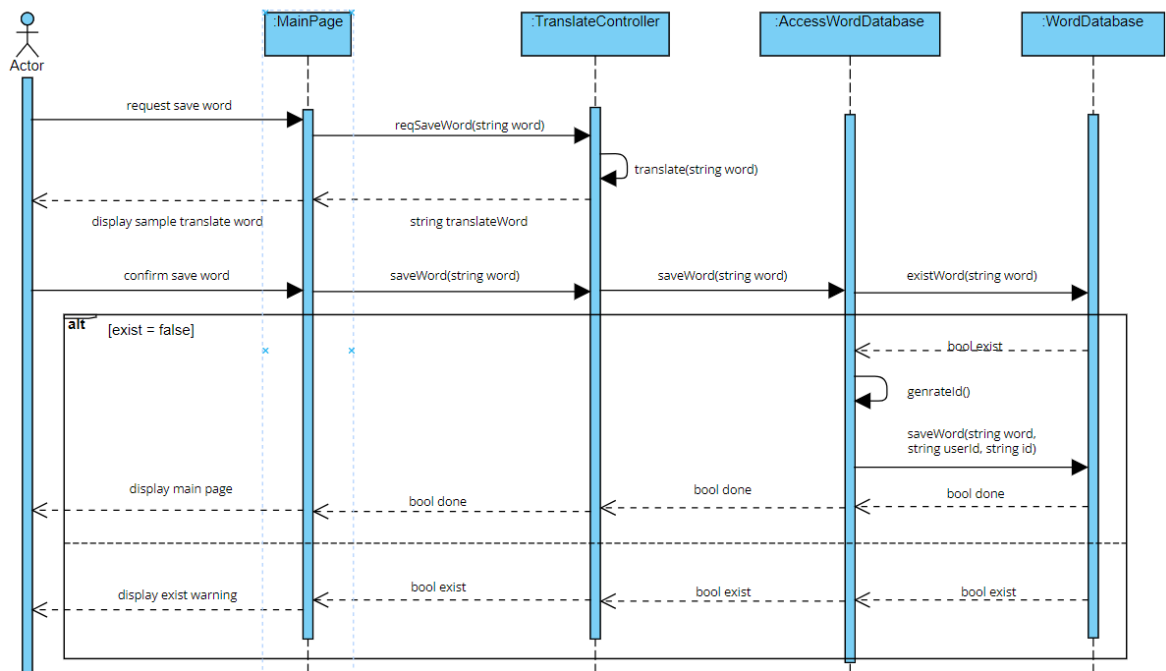 :MainPage
:TranslateController
:AccessWordDatabase
:WordDatabase
Actor
request save word
reqSaveWord(string word)
translate(string word)
display sample translate word
string translateWord
confirm save word
saveWord(string word)
saveWord(string word)
existWord(string word)
alt
[exist = false]
bool exist
genrateId()
saveWord(string word,
string userId, string id)
display main page
bool done
bool done
bool done
display exist warning
bool exist
bool exist
bool exist